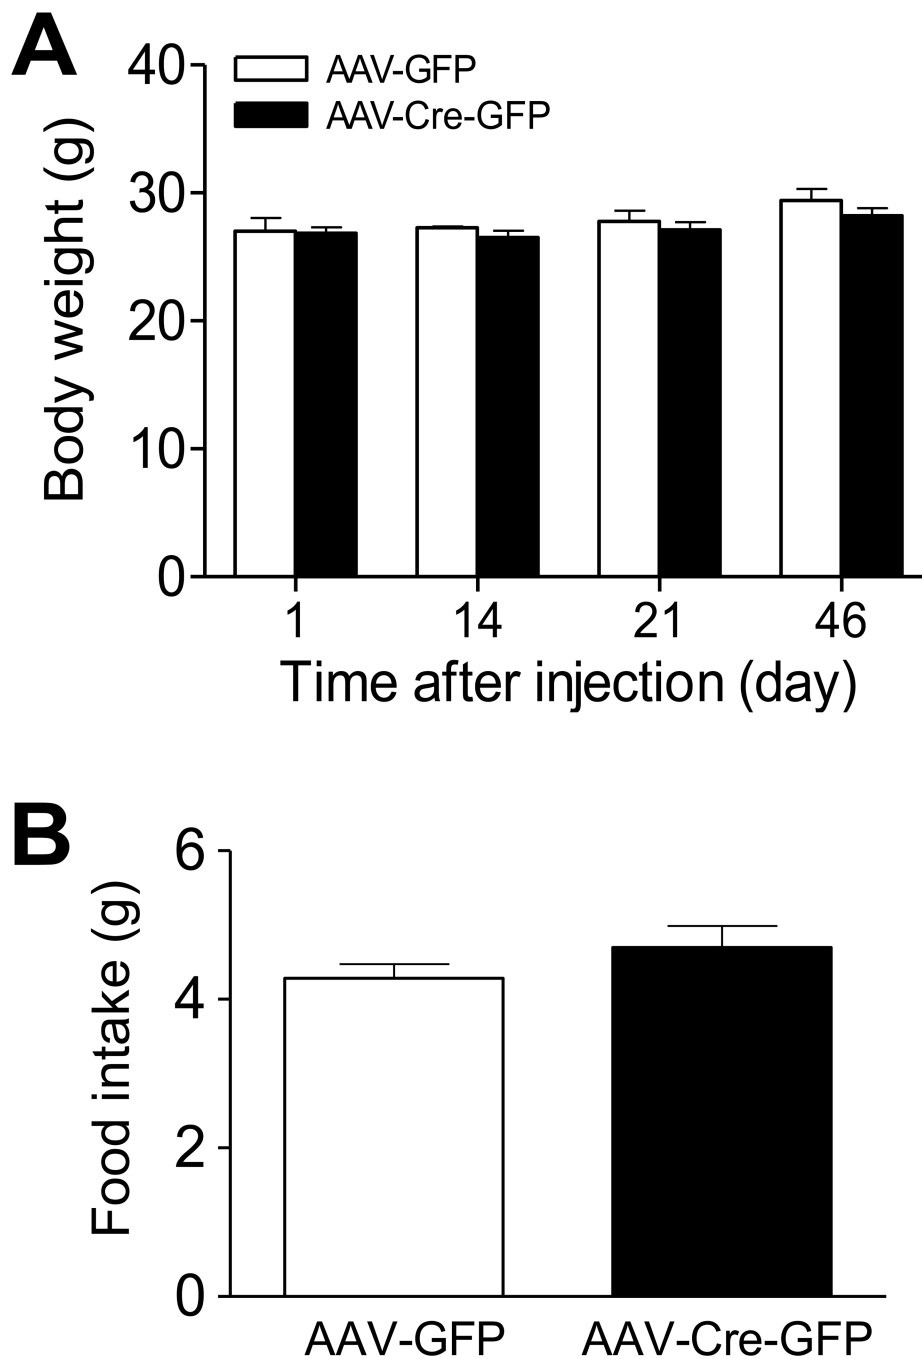 A
AAV-GFP
AAV-Cre-GFP
Body weight (g)
40
30
20
10
0
1 14 21 46
Time after injection (day)
B
Food intake (g)
6
4
2
0
AAV-GFP AAV-Cre-GFP